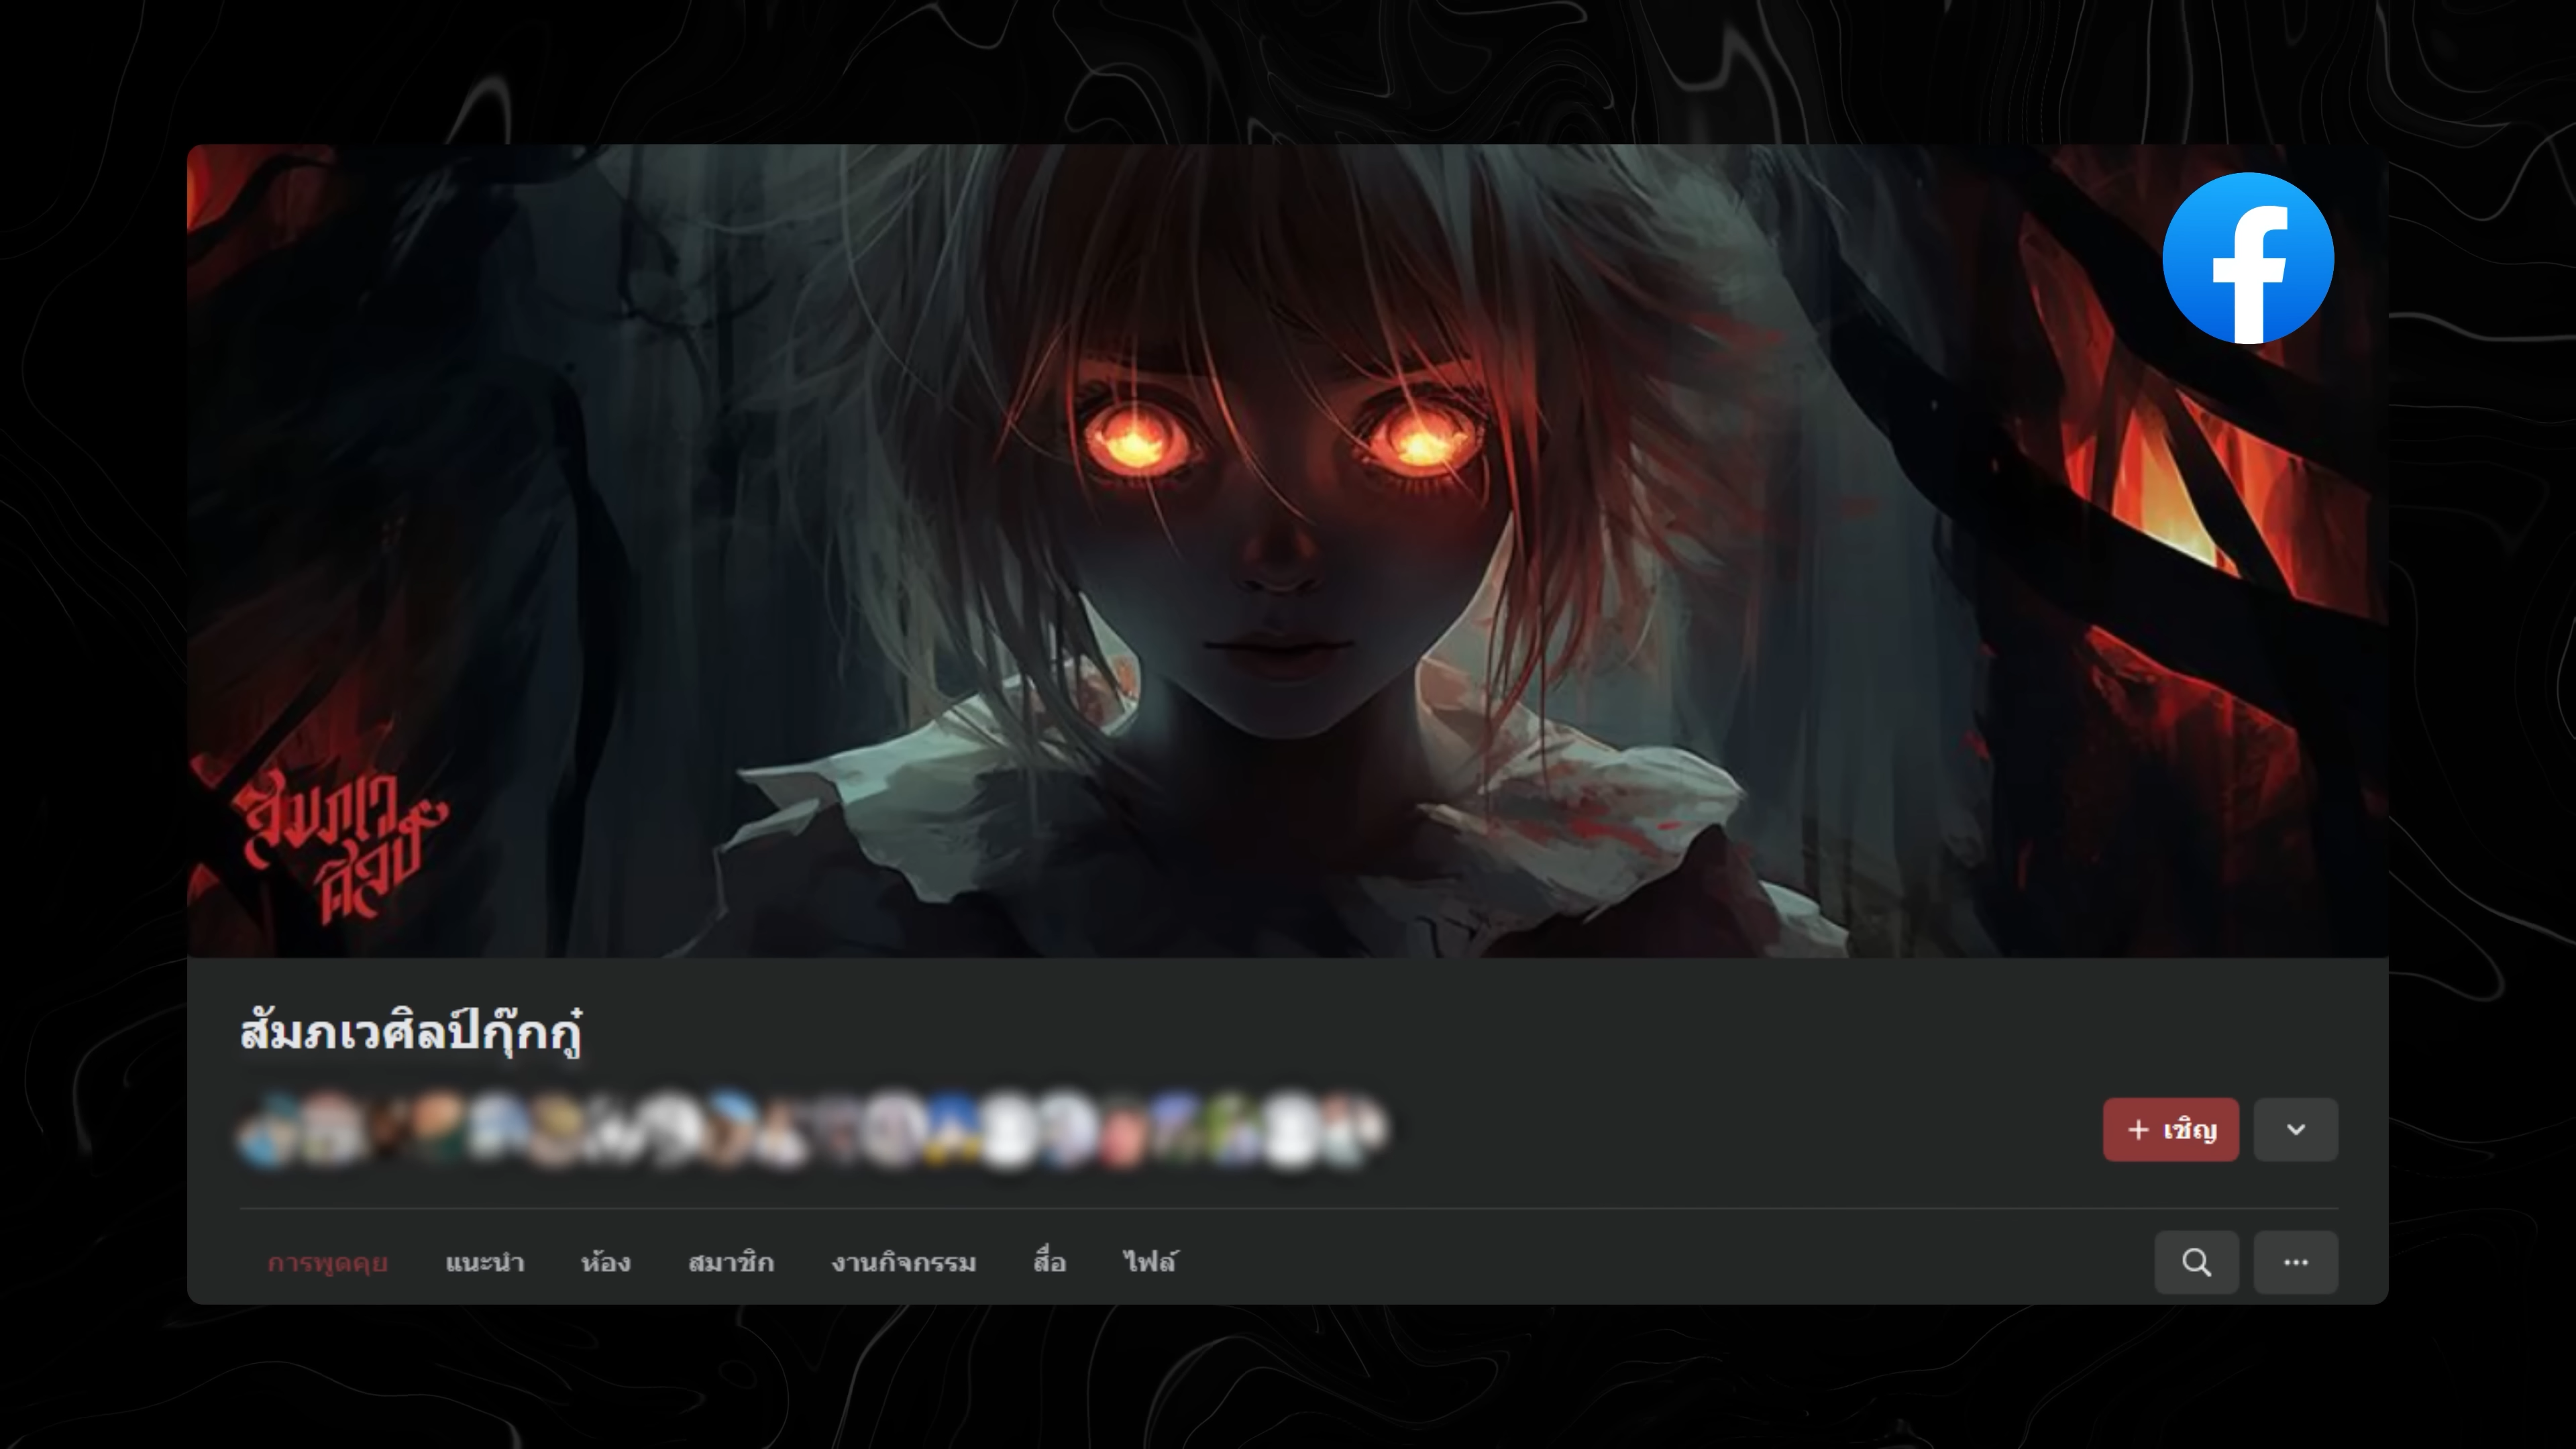 สัมภเว
ศิลป์
สัมภเวศิลป์กุ๊กกู๋
+ เชิญ
การพูดคุย แนะนำ ห้อง สมาชิก งานกิจกรรม สื่อ ไฟล์